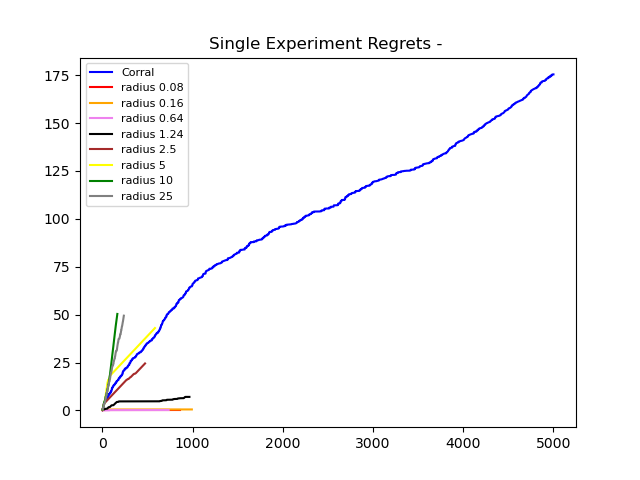 Single Experiment Regrets -
175
150
125
100
75
50
25
0
Corral
radius 0.08
radius 0.16
radius 0.64
radius 1.24
radius 2.5
radius 5
radius 10
radius 25
0 1000 2000 3000 4000 5000